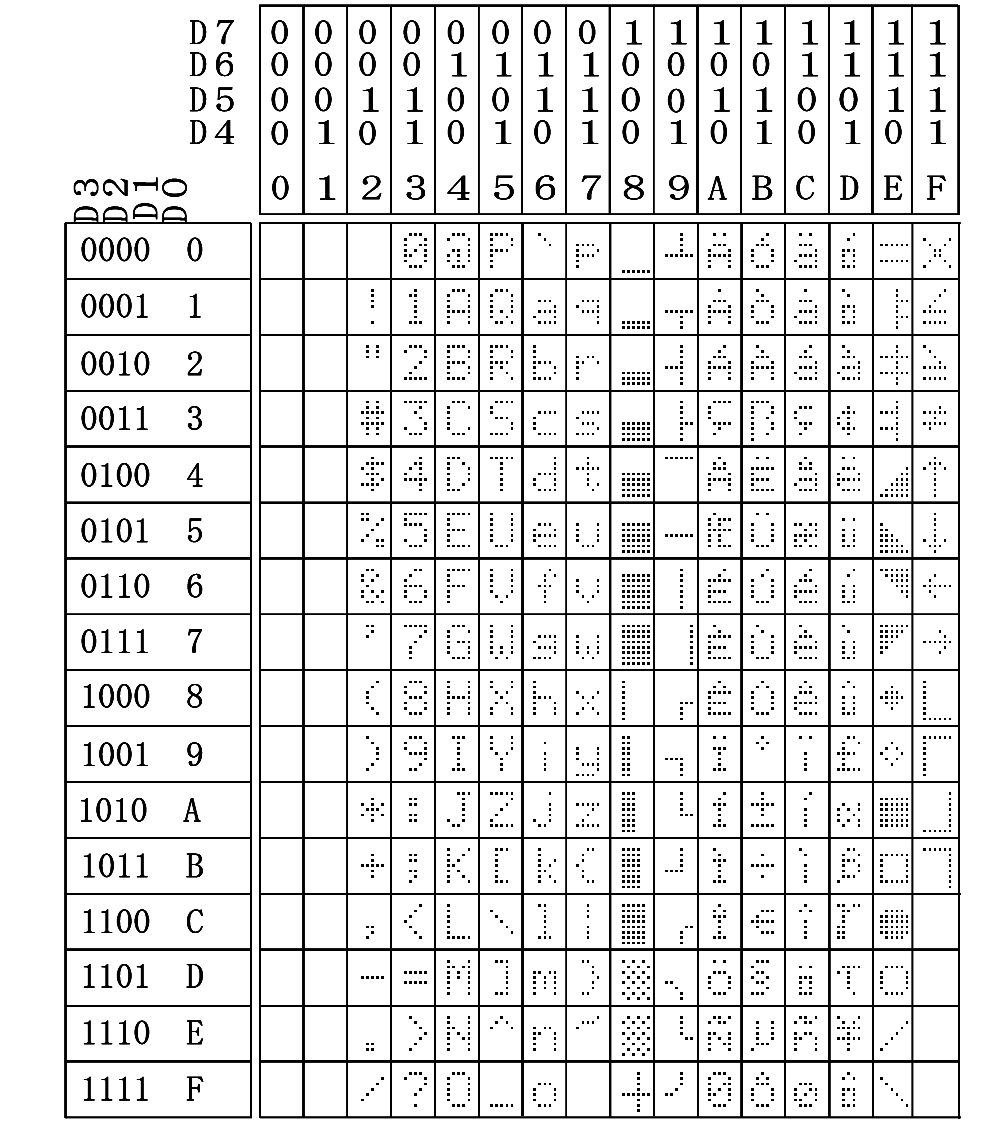 D7 0 0 0 0 0 0 0 0 1 1 1 1 1 1 1 1
D6 0 0 0 0 1 1 1 1 0 0 0 0 1 1 1 1
D5 0 0 1 1 0 0 1 1 0 0 1 1 0 0 1 1
D4 0 1 0 1 0 1 0 1 0 1 0 1 0 1 0 1
D3 D2 D1 D0 0 1 2 3 4 5 6 7 8 9 A B C D E F
0000 0 0 @ P ` p Ä ó ä í
0001 1 ! 1 A Q a q ò ì
0010 2 " 2 B R b r
0011 3 # 3 C S c s
0100 4 $ 4 D T d t Ë ë ↑
0101 5 % 5 E U e u Ü ü ↓
0110 6 & 6 F V f v É é ←
0111 7 ' 7 G W g w È è →
1000 8 ( 8 H X h x Ê ê
1001 9 ) 9 I Y i y Ï ° ï £
1010 A * : J Z j z ±
1011 B + ; K [ k { ÷
1100 C , < L \ l | €
1101 D - = M ] m } Ö
1110 E . > N ^ n Ñ µ ¥ /
1111 F / ? O _ o \